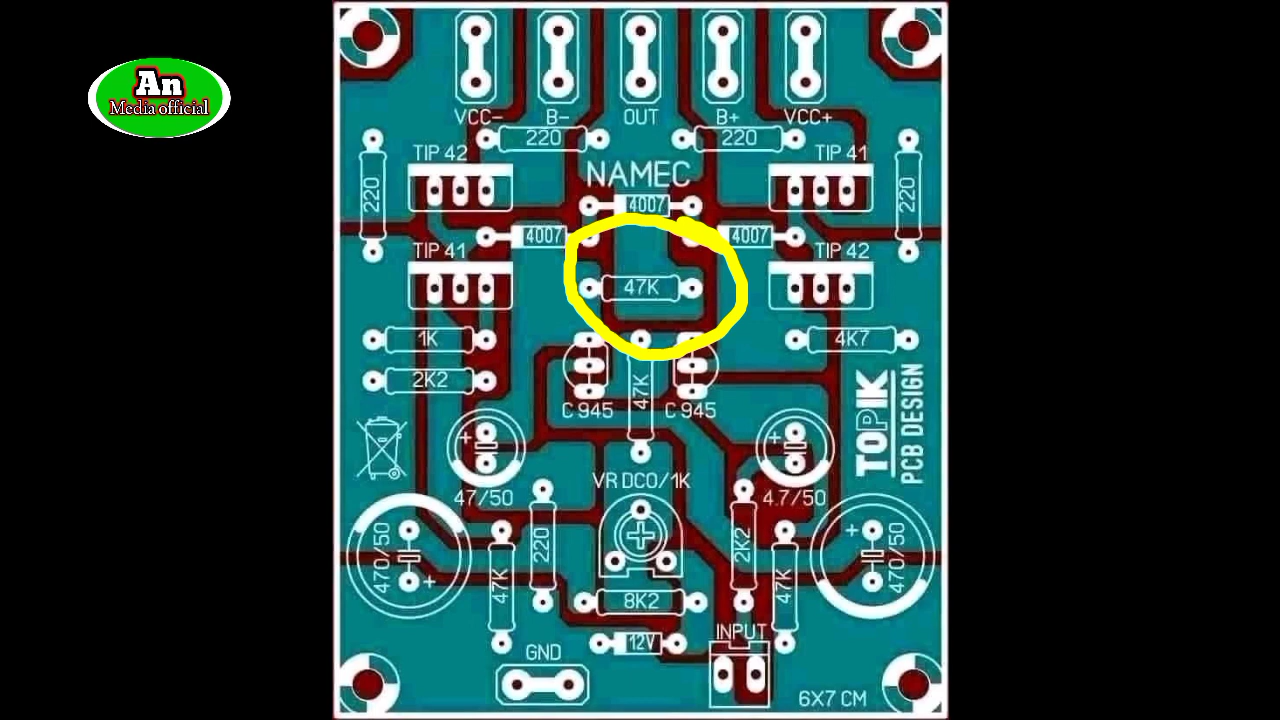 An
Media official
VCC-
B-
OUT
B+
VCC+
220
220
TIP 42
TIP 41
NAMEC
220
220
4007
4007
4007
TIP 41
TIP 42
47K
1K
4K7
2K2
47K
C 945
C 945
TOPIK
PCB DESIGN
VR DCO/1K
47/50
4.7/50
470/50
47K
220
2K2
47K
470/50
8K2
12V
INPUT
GND
6X7 CM